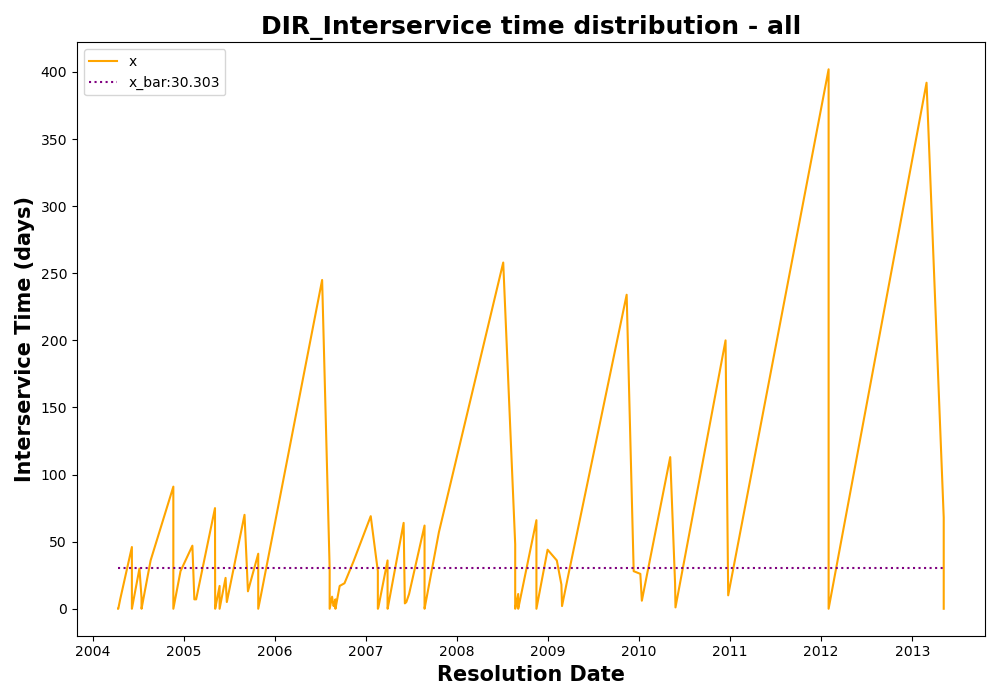 DIR_Interservice time distribution - all
x
x_bar:30.303
Interservice Time (days)
400
350
300
250
200
150
100
50
0
2004 2005 2006 2007 2008 2009 2010 2011 2012 2013
Resolution Date